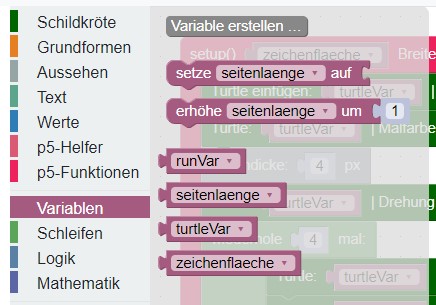 Schildkröte
Grundformen
Aussehen
Text
Werte
p5-Helfer
p5-Funktionen
Variablen
Schleifen
Logik
Mathematik
Variable erstellen ...
setze seitenlaenge auf
erhöhe seitenlaenge um 1
runVar
seitenlaenge
turtleVar
zeichenflaeche
setup() zeichenflaeche Breite
Turtle einfügen: turtleVar
Turtle: turtleVar | Malfarbe
dicke: 4 px
turtleVar | Drehung
hole 4 mal:
Turtle: turtleVar